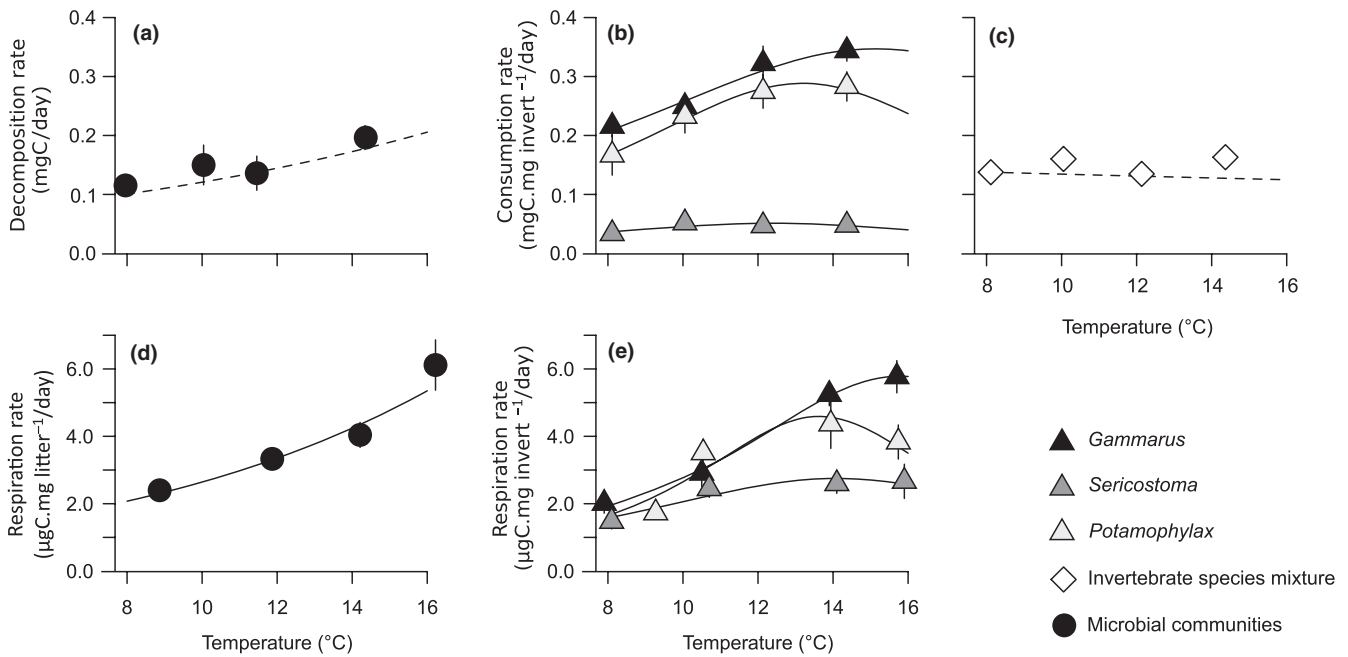 (a)
0.4
0.3
0.2
0.1
0.0
Decomposition rate
(mgC/day)
(b)
0.4
0.3
0.2
0.1
0.0
Consumption rate
(mgC.mg invert⁻¹/day)
(c)
8 10 12 14 16
Temperature (°C)
(d)
6.0
4.0
2.0
0.0
Respiration rate
(µgC.mg litter⁻¹/day)
8 10 12 14 16
Temperature (°C)
(e)
6.0
4.0
2.0
0.0
Respiration rate
(µgC.mg invert⁻¹/day)
8 10 12 14 16
Temperature (°C)
Gammarus
Sericostoma
Potamophylax
Invertebrate species mixture
Microbial communities